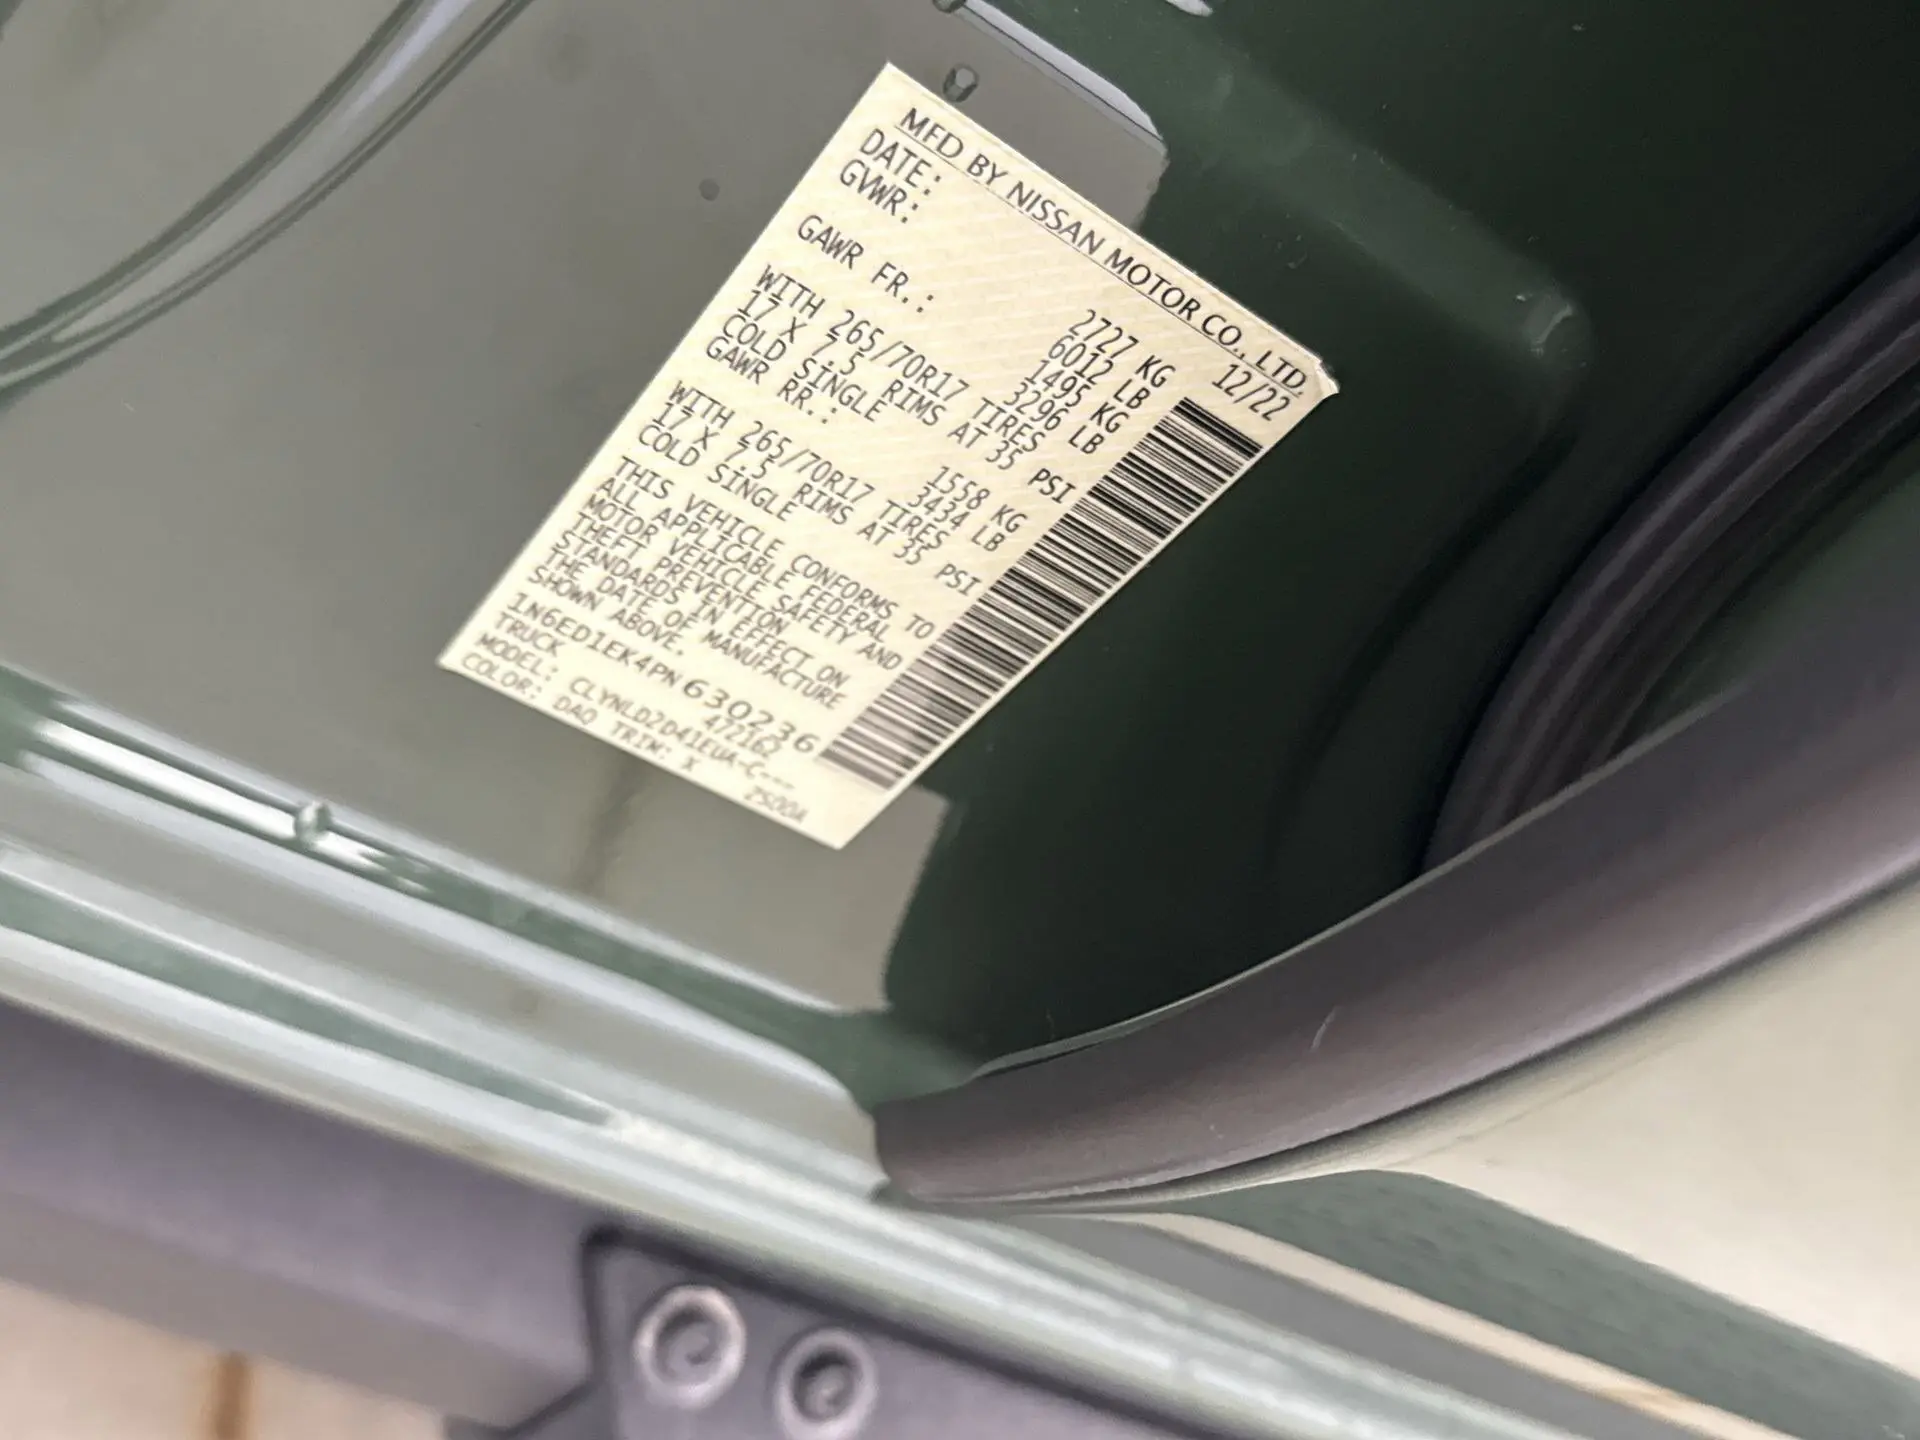 MFD BY NISSAN MOTOR CO., LTD.
DATE: 12/22
GVWR: 2727 KG
6012 LB
GAWR FR.: 1495 KG
3296 LB
WITH 265/70R17 TIRES
17 X 7.5 RIMS AT 35 PSI
COLD SINGLE
GAWR RR.: 1558 KG
3434 LB
WITH 265/70R17 TIRES
17 X 7.5 RIMS AT 35 PSI
COLD SINGLE
THIS VEHICLE CONFORMS TO
ALL APPLICABLE FEDERAL
MOTOR VEHICLE SAFETY AND
THEFT PREVENTION
STANDARDS IN EFFECT ON
THE DATE OF MANUFACTURE
SHOWN ABOVE.
1N6ED1EK4PN630236
TRUCK 472162
MODEL: CLYNLD2D41EUA-C---
COLOR: DAQ TRIM: X
ZS00A